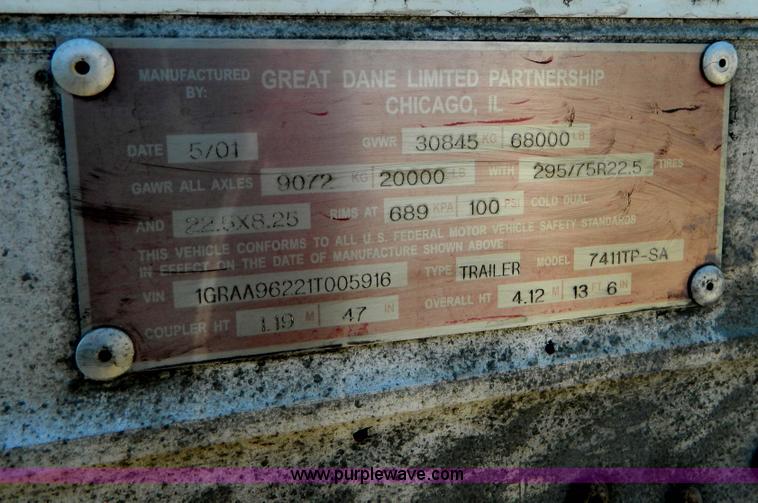 MANUFACTURED BY: GREAT DANE LIMITED PARTNERSHIP
CHICAGO, IL
DATE 5/01 GVWR 30845 KG 68000 LB
GAWR ALL AXLES 9072 KG 20000 LB WITH 295/75R22.5 TIRES
AND 22.5X8.25 RIMS AT 689 KPA 100 PSI COLD DUAL
THIS VEHICLE CONFORMS TO ALL U.S. FEDERAL MOTOR VEHICLE SAFETY STANDARDS
IN EFFECT ON THE DATE OF MANUFACTURE SHOWN ABOVE
VIN 1GRAA96221T005916 TYPE TRAILER MODEL 7411TP-SA
COUPLER HT 1.19 M 47 IN OVERALL HT 4.12 M 13 FT 6 IN
www.purplewave.com